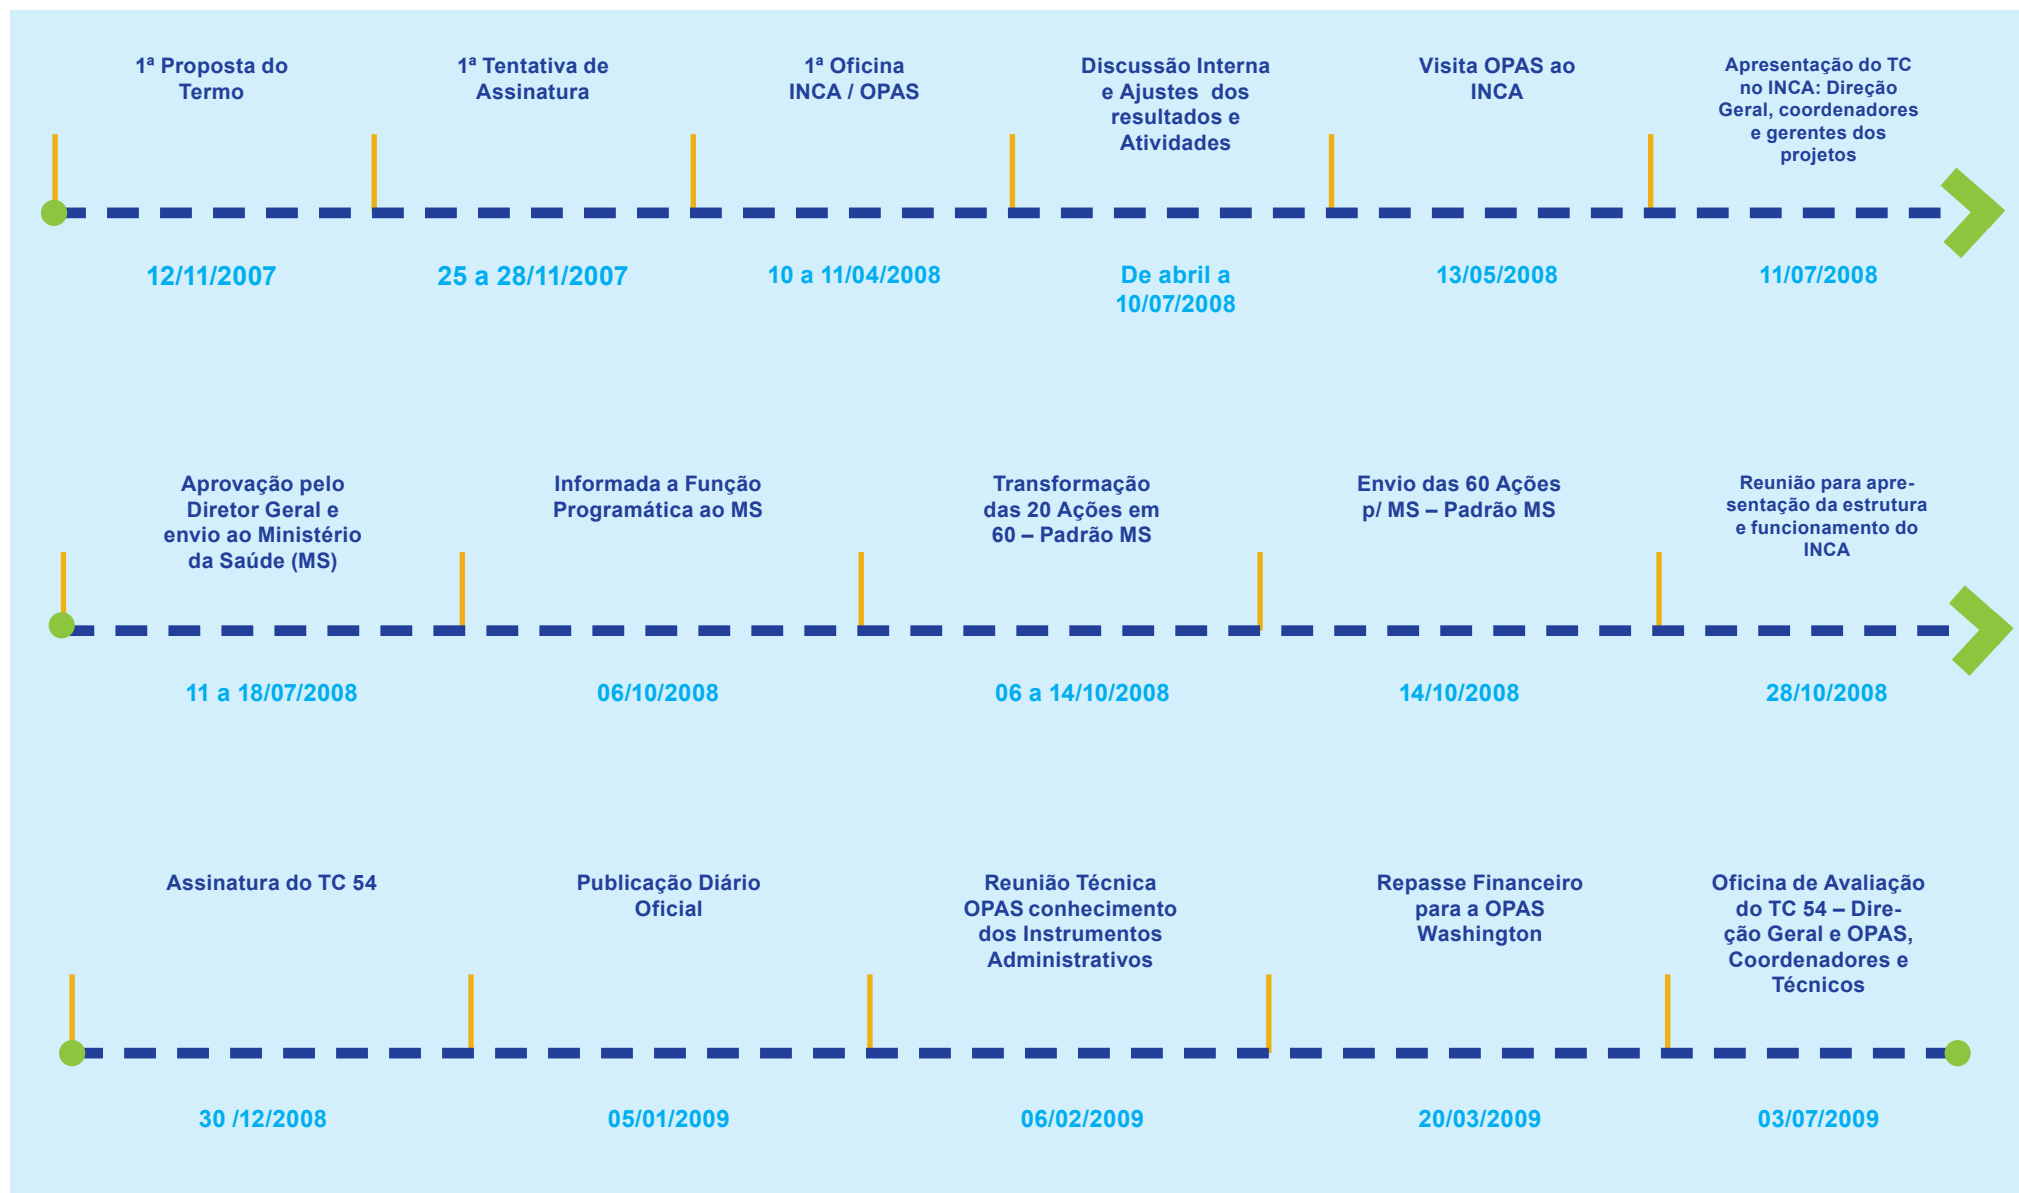 1ª Proposta do
Termo
1ª Tentativa de
Assinatura
1ª Oficina
INCA / OPAS
Discussão Interna
e Ajustes dos
resultados e
Atividades
Visita OPAS ao
INCA
Apresentação do TC
no INCA: Direção
Geral, coordenadores
e gerentes dos
projetos
12/11/2007
25 a 28/11/2007
10 a 11/04/2008
De abril a
10/07/2008
13/05/2008
11/07/2008
Aprovação pelo
Diretor Geral e
envio ao Ministério
da Saúde (MS)
Informada a Função
Programática ao MS
Transformação
das 20 Ações em
60 – Padrão MS
Envio das 60 Ações
p/ MS – Padrão MS
Reunião para apre-
sentação da estrutura
e funcionamento do
INCA
11 a 18/07/2008
06/10/2008
06 a 14/10/2008
14/10/2008
28/10/2008
Assinatura do TC 54
Publicação Diário
Oficial
Reunião Técnica
OPAS conhecimento
dos Instrumentos
Administrativos
Repasse Financeiro
para a OPAS
Washington
Oficina de Avaliação
do TC 54 – Dire-
ção Geral e OPAS,
Coordenadores e
Técnicos
30 /12/2008
05/01/2009
06/02/2009
20/03/2009
03/07/2009